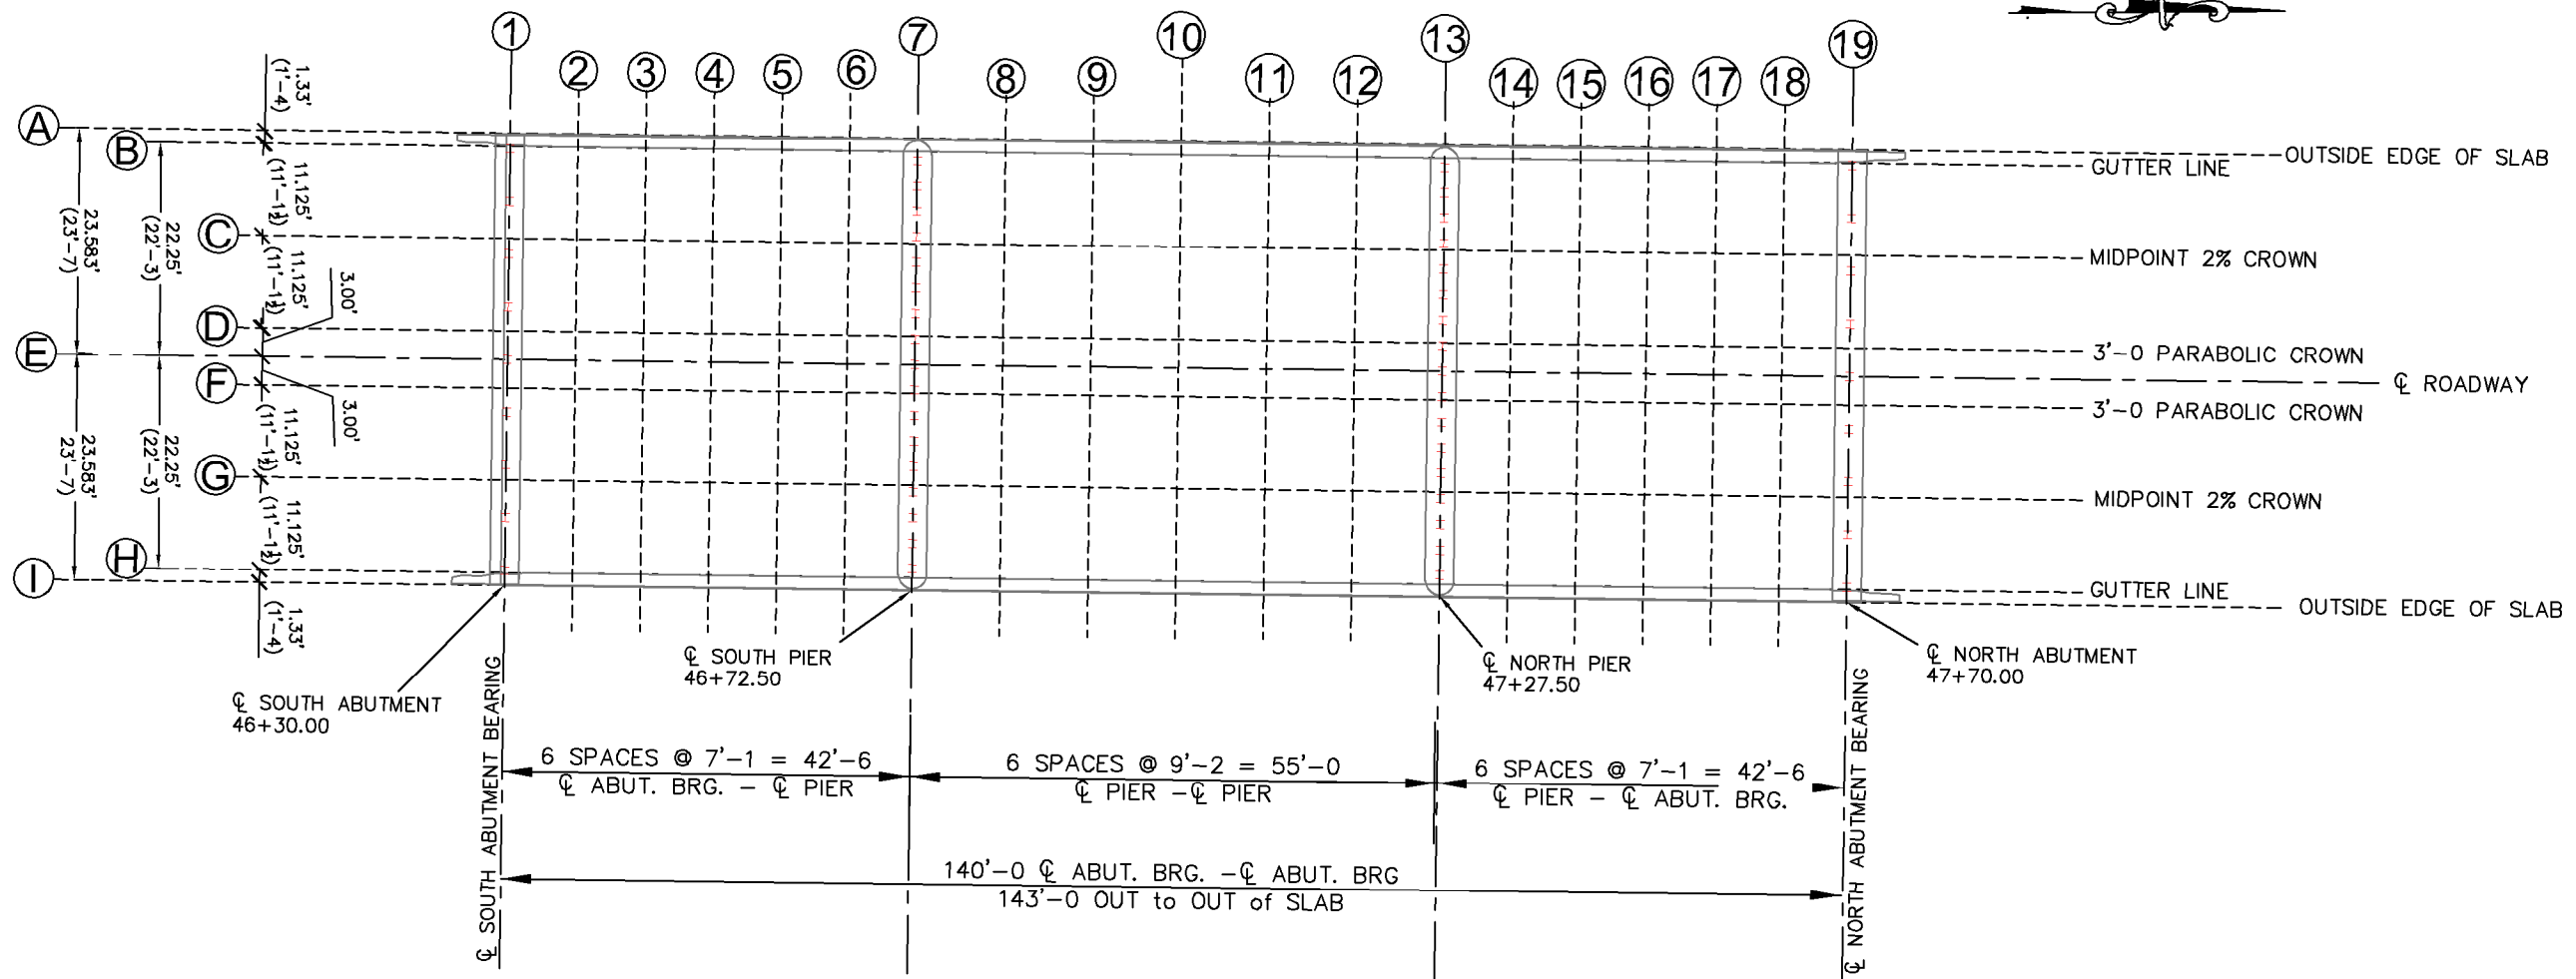 1
2
3
4
5
6
7
8
9
10
11
12
13
14
15
16
17
18
19
A
B
C
D
E
F
G
H
I
1.33'
(1'-4)
11.125'
(11'-1½)
11.125'
(11'-1½)
3.00'
3.00'
11.125'
(11'-1½)
11.125'
(11'-1½)
1.33'
(1'-4)
22.25'
(22'-3)
22.25'
(22'-3)
23.583'
(23'-7)
23.583'
23'-7)
OUTSIDE EDGE OF SLAB
GUTTER LINE
MIDPOINT 2% CROWN
3'-0 PARABOLIC CROWN
℄ ROADWAY
3'-0 PARABOLIC CROWN
MIDPOINT 2% CROWN
GUTTER LINE
OUTSIDE EDGE OF SLAB
℄ SOUTH ABUTMENT
46+30.00
℄ SOUTH PIER
46+72.50
℄ NORTH PIER
47+27.50
℄ NORTH ABUTMENT
47+70.00
℄ SOUTH ABUTMENT BEARING
℄ NORTH ABUTMENT BEARING
6 SPACES @ 7'-1 = 42'-6
℄ ABUT. BRG. - ℄ PIER
6 SPACES @ 9'-2 = 55'-0
℄ PIER -℄ PIER
6 SPACES @ 7'-1 = 42'-6
℄ PIER - ℄ ABUT. BRG.
140'-0 ℄ ABUT. BRG. -℄ ABUT. BRG
143'-0 OUT to OUT of SLAB